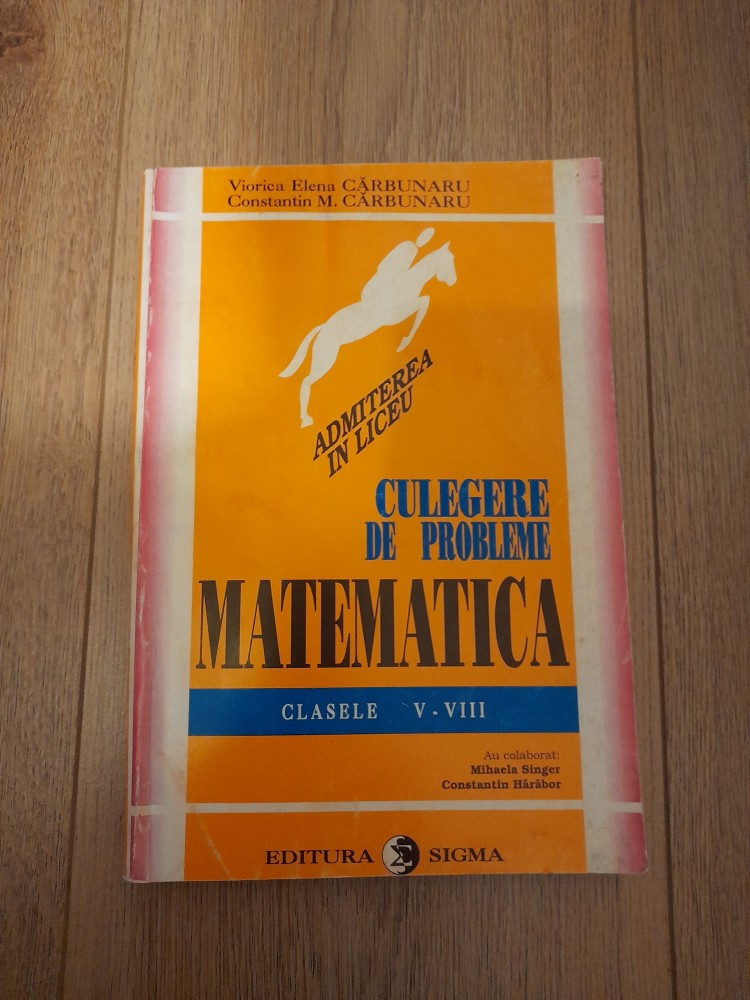 Viorica Elena CĂRBUNARU
Constantin M. CĂRBUNARU
ADMITEREA
IN LICEU
CULEGERE
DE PROBLEME
MATEMATICA
CLASELE V - VIII
Au colaborat:
Mihaela Singer
Constantin Hărăbor
EDITURA Σ SIGMA